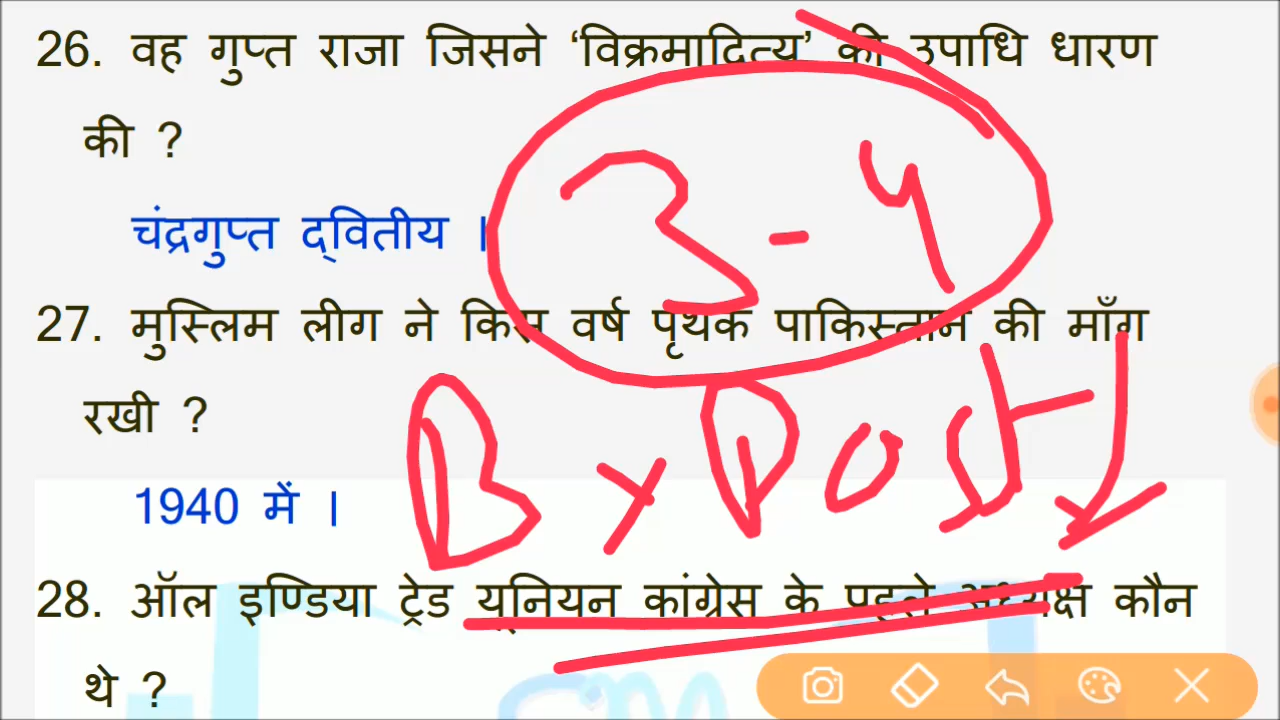 26. वह गुप्त राजा जिसने ‘विक्रमादित्य’ की उपाधि धारण
की ?
चंद्रगुप्त द्वितीय ।
3 - 4
27. मुस्लिम लीग ने किस वर्ष पृथक पाकिस्तान की माँग
रखी ?
By Post
1940 में ।
28. ऑल इण्डिया ट्रेड यूनियन कांग्रेस के पहले अध्यक्ष कौन
थे ?